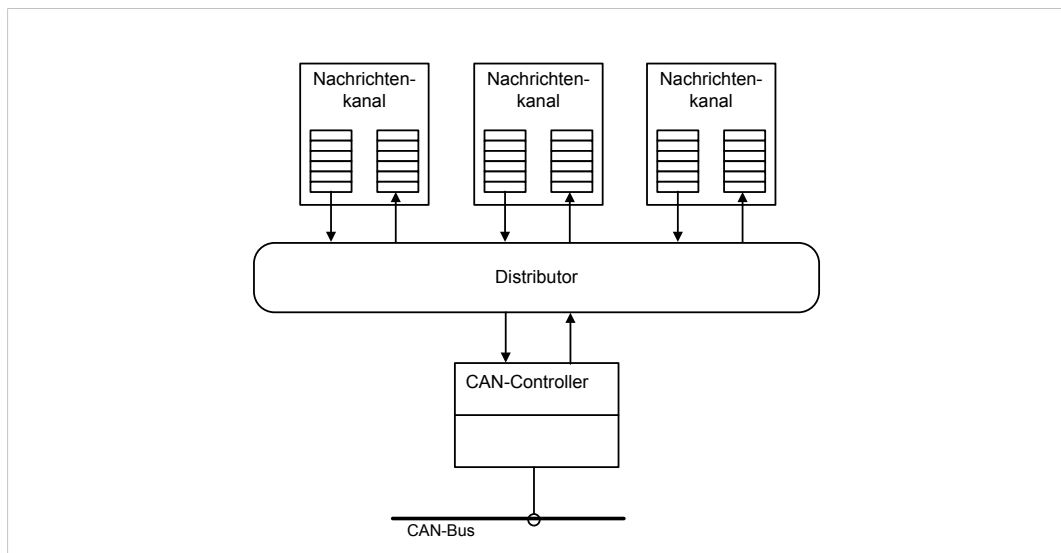 Nachrichten-
kanal
Nachrichten-
kanal
Nachrichten-
kanal
Distributor
CAN-Controller
CAN-Bus